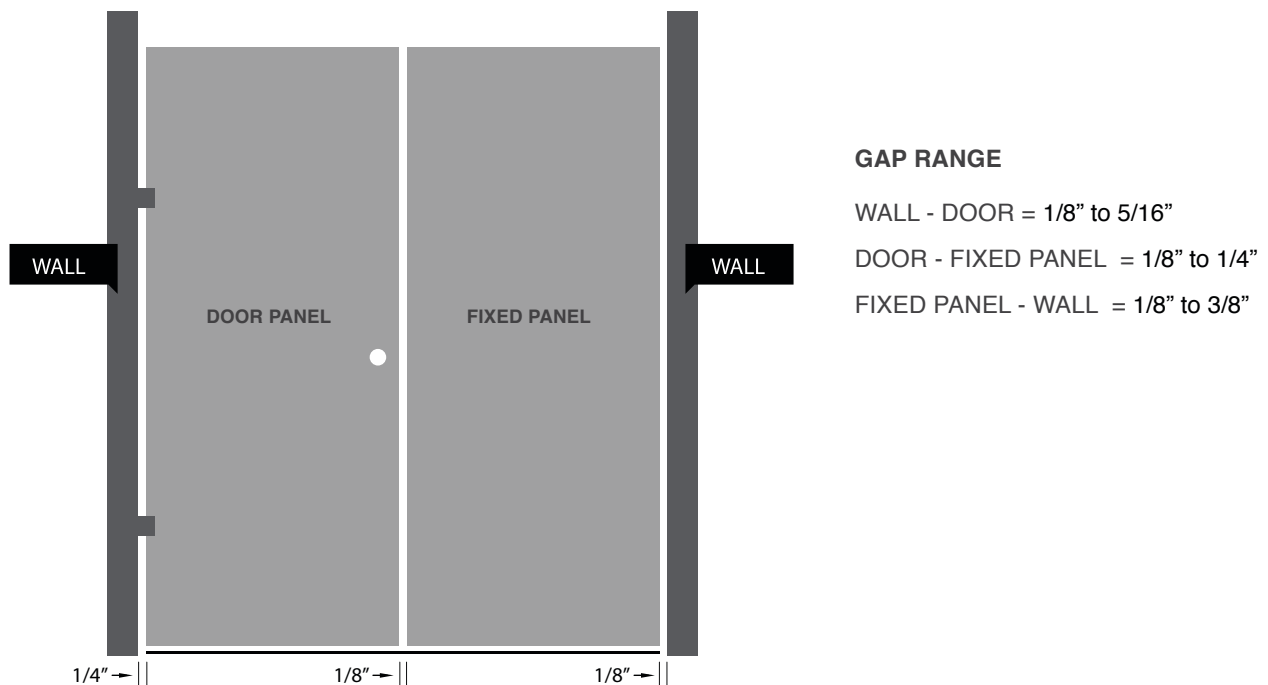 GAP RANGE
WALL - DOOR = 1/8” to 5/16”
WALL
WALL
DOOR - FIXED PANEL = 1/8” to 1/4”
FIXED PANEL - WALL = 1/8” to 3/8”
DOOR PANEL
FIXED PANEL
1/4”
1/8”
1/8”